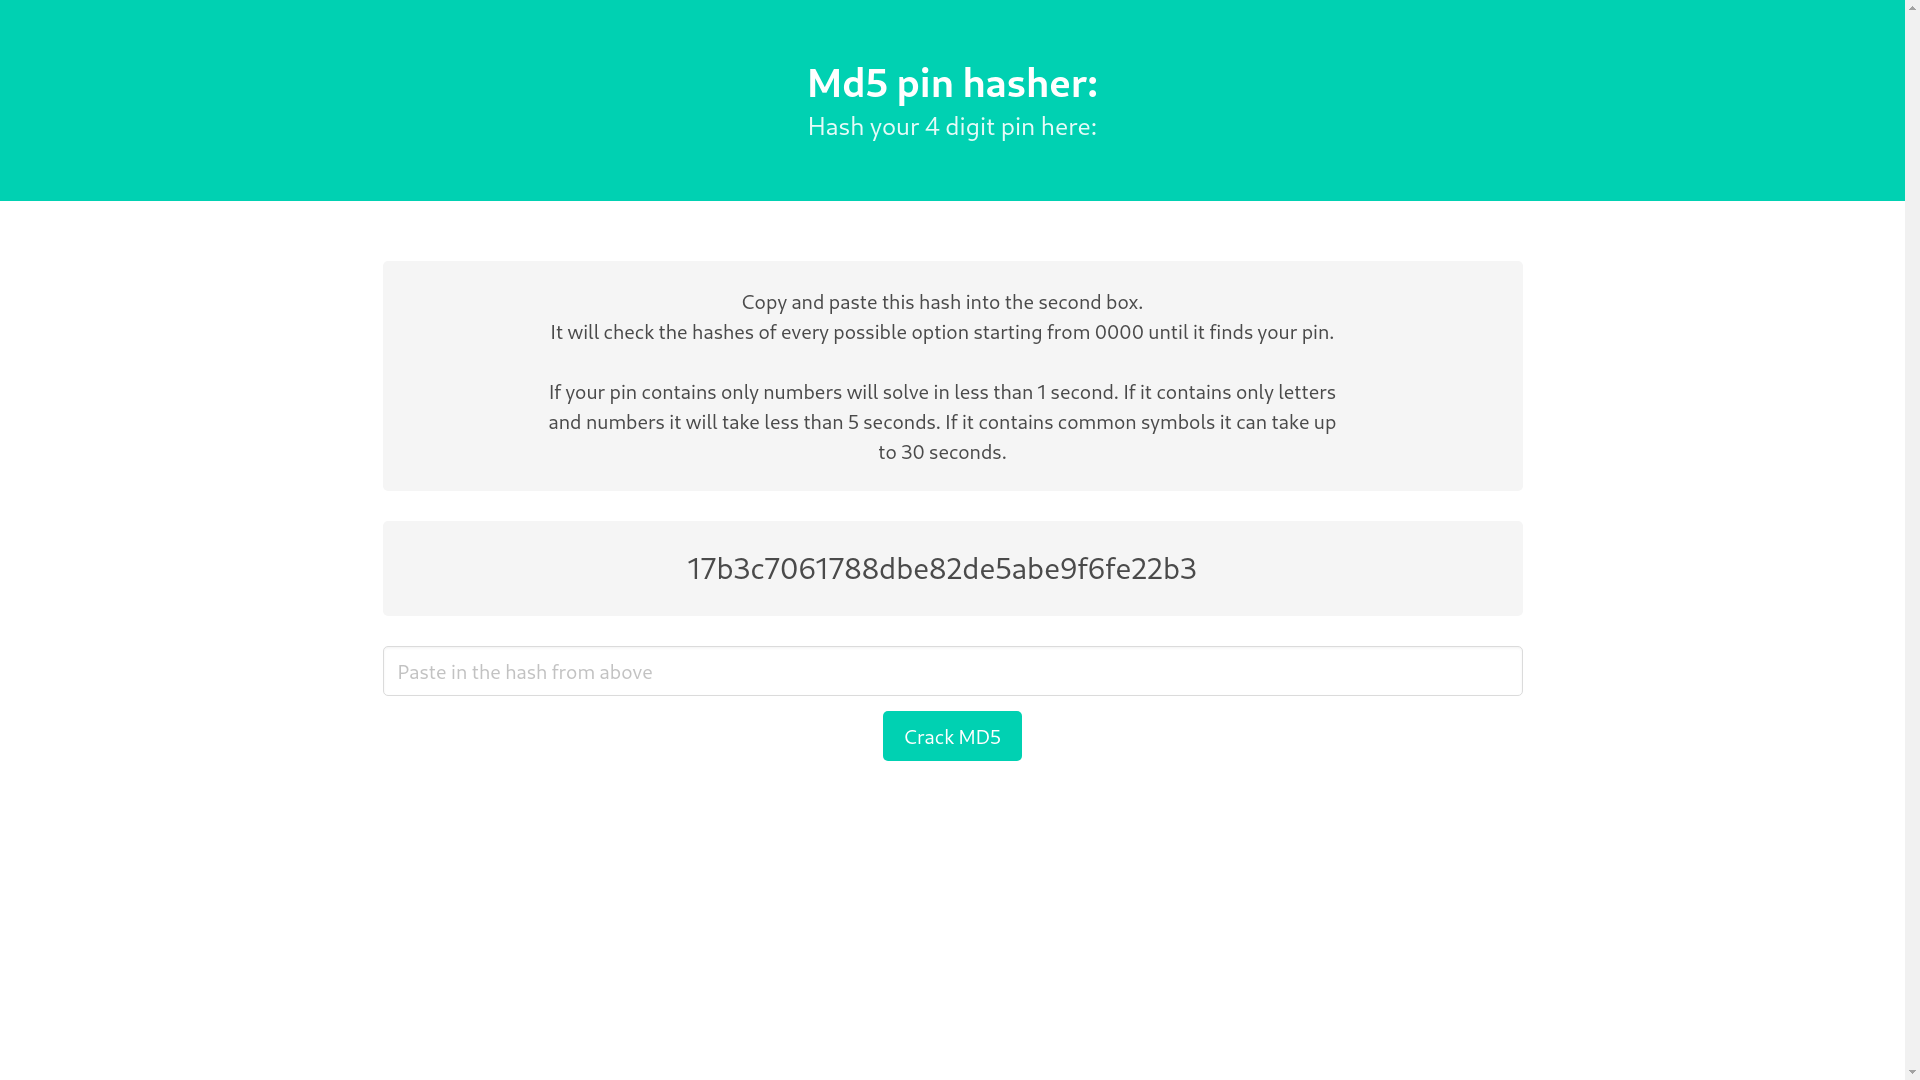 Md5 pin hasher:
Hash your 4 digit pin here:
Copy and paste this hash into the second box.
It will check the hashes of every possible option starting from 0000 until it finds your pin.
If your pin contains only numbers will solve in less than 1 second. If it contains only letters
and numbers it will take less than 5 seconds. If it contains common symbols it can take up
to 30 seconds.
17b3c7061788dbe82de5abe9f6fe22b3
Paste in the hash from above
Crack MD5